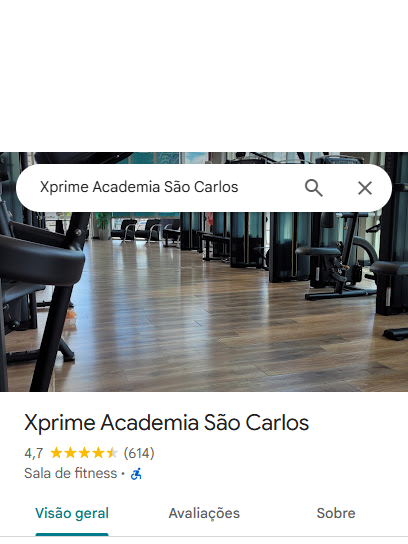 Xprime Academia São Carlos
Xprime Academia São Carlos
4,7 (614)
Sala de fitness ·
Visão geral Avaliações Sobre